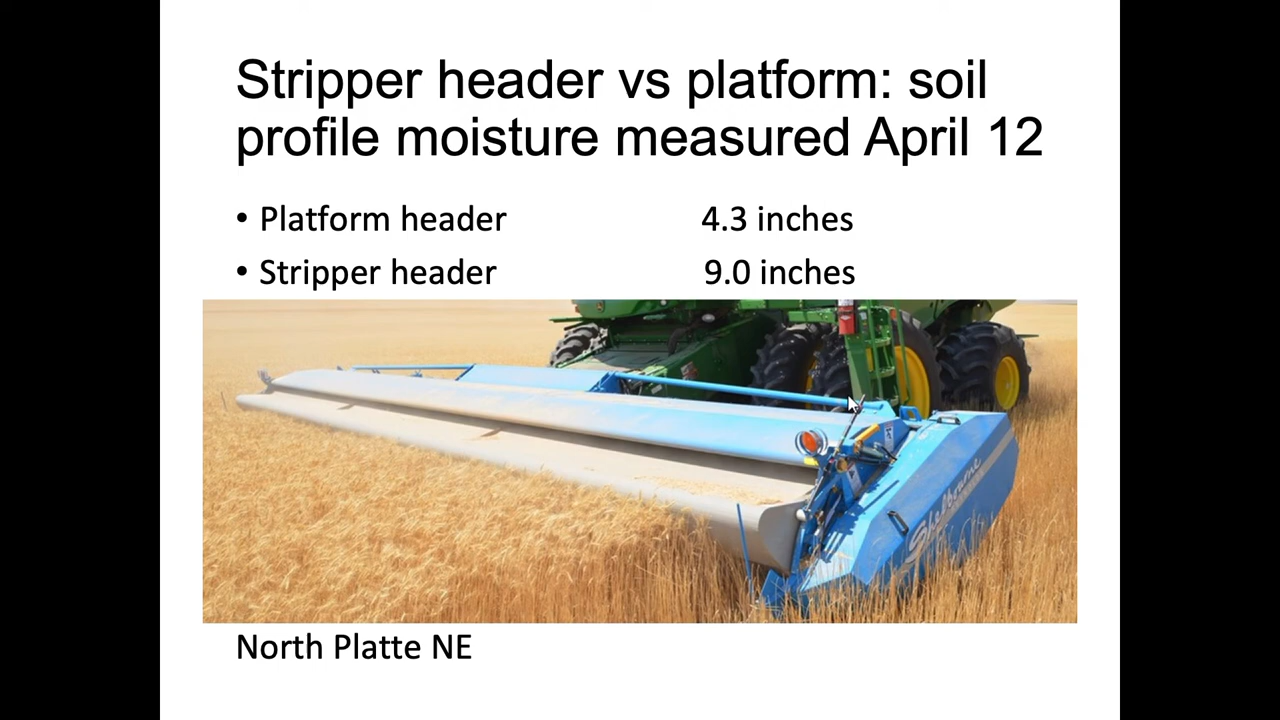 Stripper header vs platform: soil
profile moisture measured April 12
• Platform header 4.3 inches
• Stripper header 9.0 inches
Shelbourne
North Platte NE